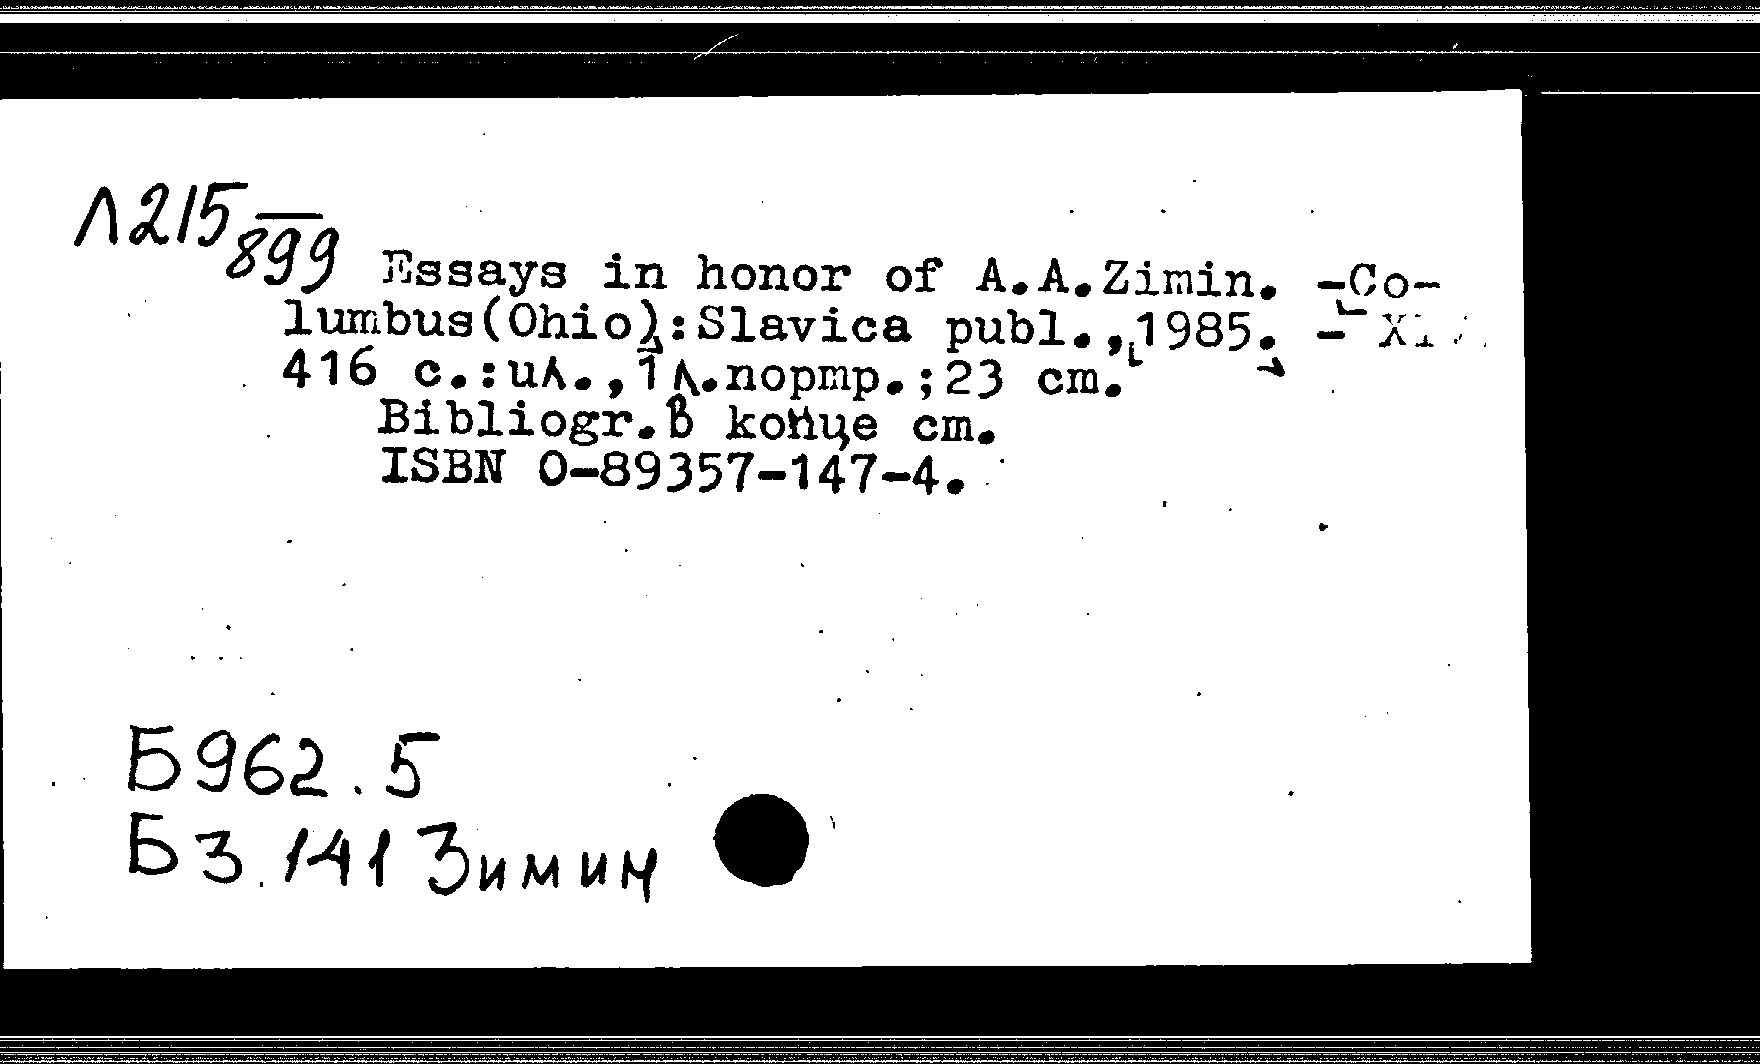 Л215
899
Essays in honor of A.A.Zimin. -Co-
lumbus(Ohio):Slavica publ.,1985. -
416 с.:ил.,1л.портр.;23 cm.
Bibliogr.в конце ст.
ISBN 0-89357-147-4.
Б962.5
Б3.141 Зимин